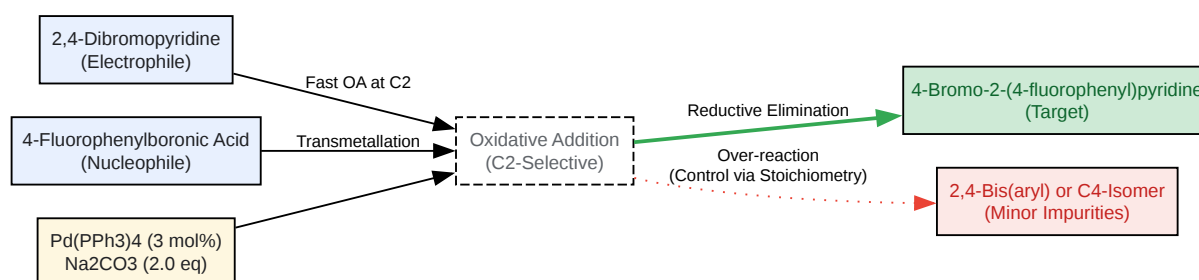 2,4-Dibromopyridine
(Electrophile)
Fast OA at C2
4-Fluorophenylboronic Acid
(Nucleophile)
Transmetallation
Pd(PPh3)4 (3 mol%)
Na2CO3 (2.0 eq)
Oxidative Addition
(C2-Selective)
Reductive Elimination
Over-reaction
(Control via Stoichiometry)
4-Bromo-2-(4-fluorophenyl)pyridine
(Target)
2,4-Bis(aryl) or C4-Isomer
(Minor Impurities)